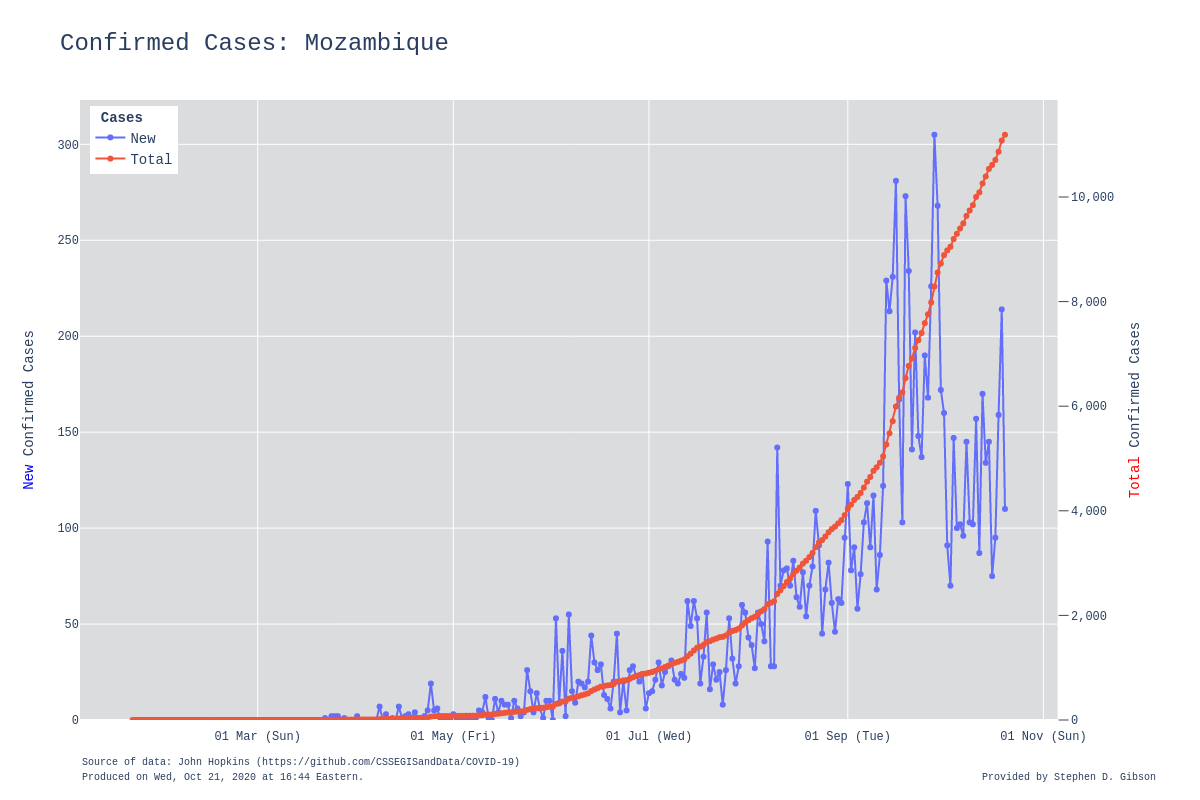 Confirmed Cases: Mozambique
Cases
New
Total
300
250
200
150
100
50
0
10,000
8,000
6,000
4,000
2,000
0
New Confirmed Cases
Total Confirmed Cases
01 Mar (Sun)
01 May (Fri)
01 Jul (Wed)
01 Sep (Tue)
01 Nov (Sun)
Source of data: John Hopkins (https://github.com/CSSEGISandData/COVID-19)
Produced on Wed, Oct 21, 2020 at 16:44 Eastern.
Provided by Stephen D. Gibson